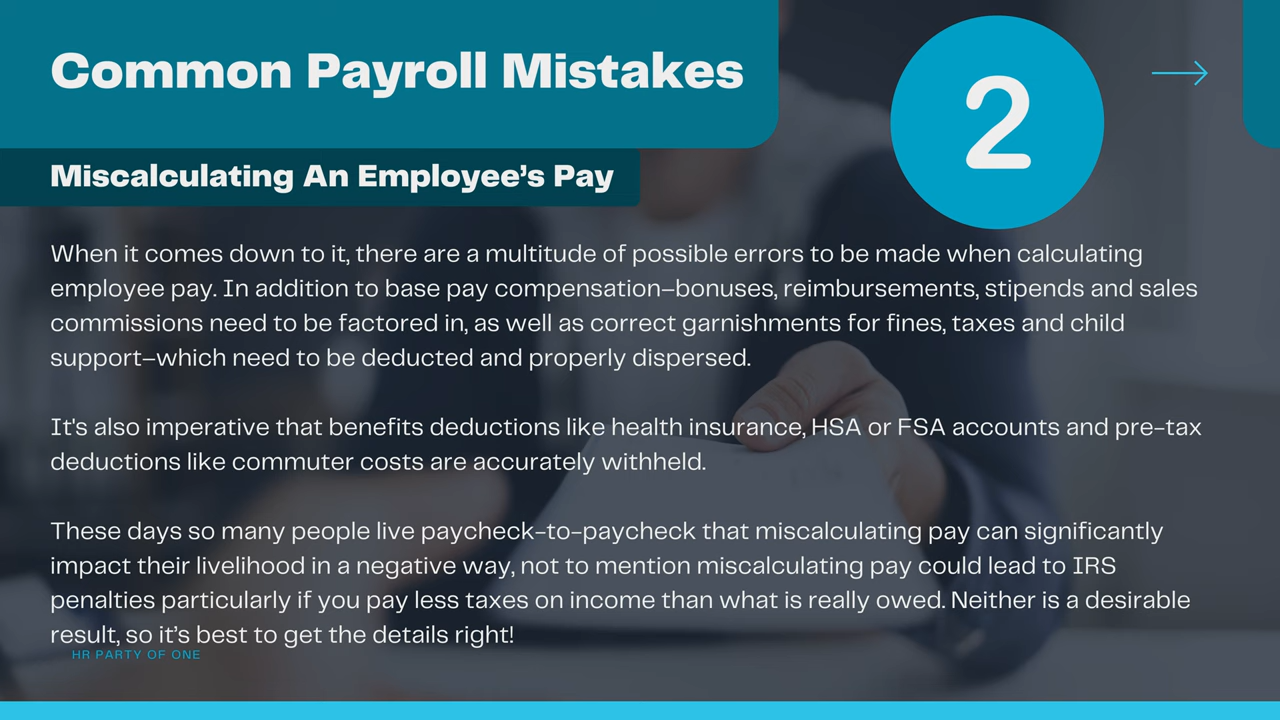 Common Payroll Mistakes
2
Miscalculating An Employee’s Pay
When it comes down to it, there are a multitude of possible errors to be made when calculating
employee pay. In addition to base pay compensation–bonuses, reimbursements, stipends and sales
commissions need to be factored in, as well as correct garnishments for fines, taxes and child
support–which need to be deducted and properly dispersed.
It's also imperative that benefits deductions like health insurance, HSA or FSA accounts and pre-tax
deductions like commuter costs are accurately withheld.
These days so many people live paycheck-to-paycheck that miscalculating pay can significantly
impact their livelihood in a negative way, not to mention miscalculating pay could lead to IRS
penalties particularly if you pay less taxes on income than what is really owed. Neither is a desirable
result, so it’s best to get the details right!
HR PARTY OF ONE